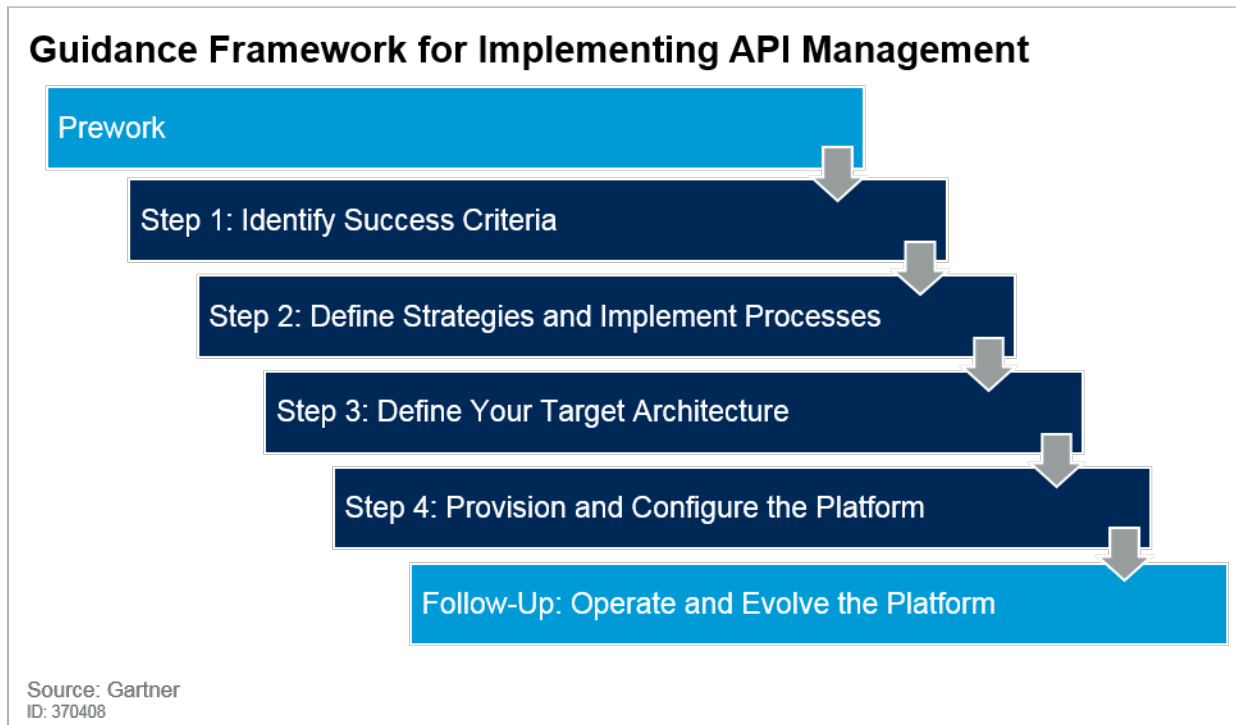 Guidance Framework for Implementing API Management
Prework
Step 1: Identify Success Criteria
Step 2: Define Strategies and Implement Processes
Step 3: Define Your Target Architecture
Step 4: Provision and Configure the Platform
Follow-Up: Operate and Evolve the Platform
Source: Gartner
ID: 370408